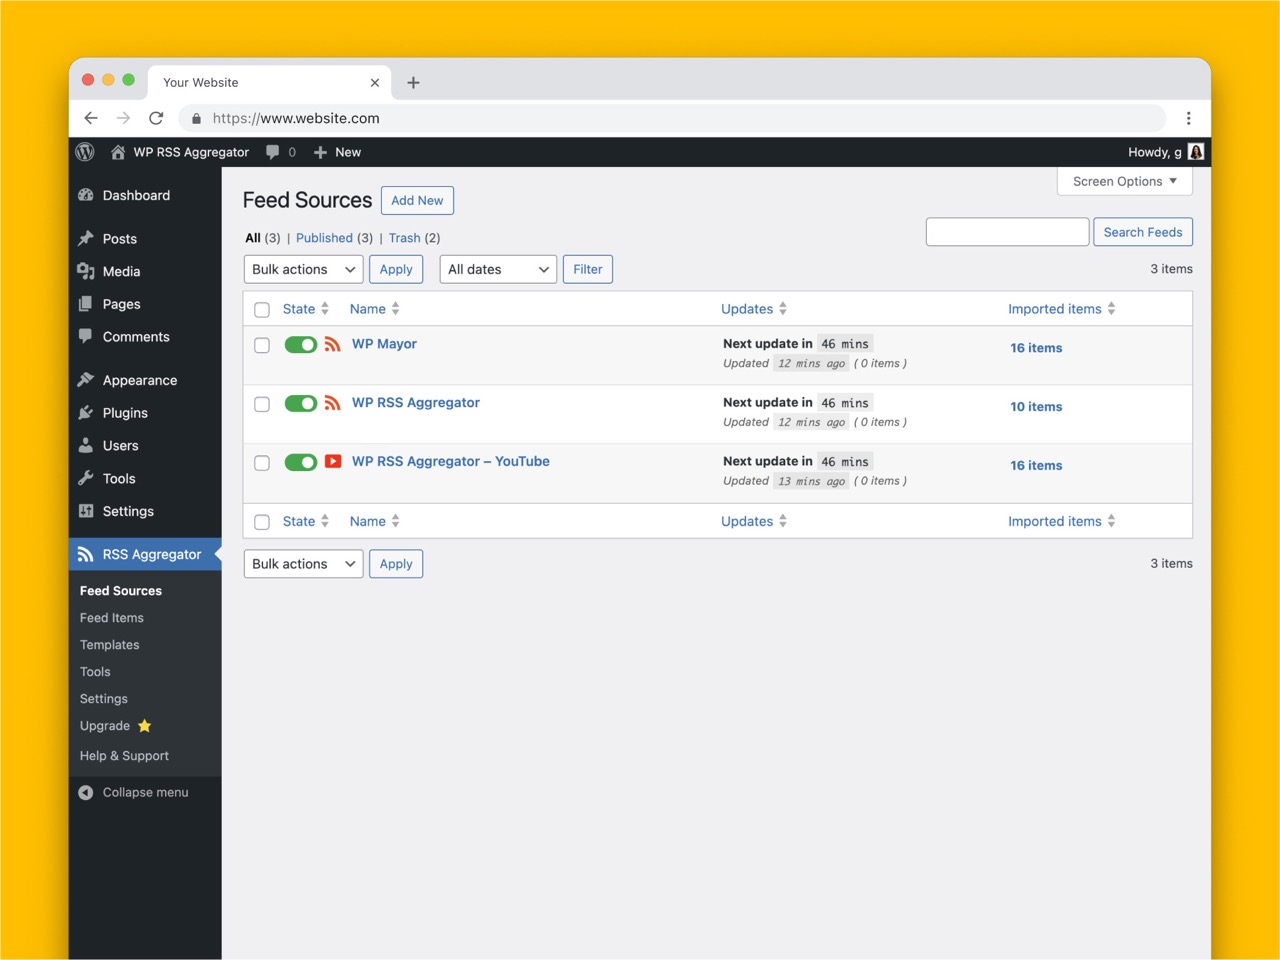 Your Website
https://www.website.com
WP RSS Aggregator 0 New Howdy, g
Dashboard
Posts
Media
Pages
Comments
Appearance
Plugins
Users
Tools
Settings
RSS Aggregator
Feed Sources
Feed Items
Templates
Tools
Settings
Upgrade
Help & Support
Collapse menu
Screen Options
Feed Sources Add New
All (3) | Published (3) | Trash (2)
Search Feeds
Bulk actions Apply All dates Filter 3 items
State Name Updates Imported items
WP Mayor Next update in 46 mins 16 items
Updated 12 mins ago ( 0 items )
WP RSS Aggregator Next update in 46 mins 10 items
Updated 12 mins ago ( 0 items )
WP RSS Aggregator – YouTube Next update in 46 mins 16 items
Updated 13 mins ago ( 0 items )
State Name Updates Imported items
Bulk actions Apply 3 items